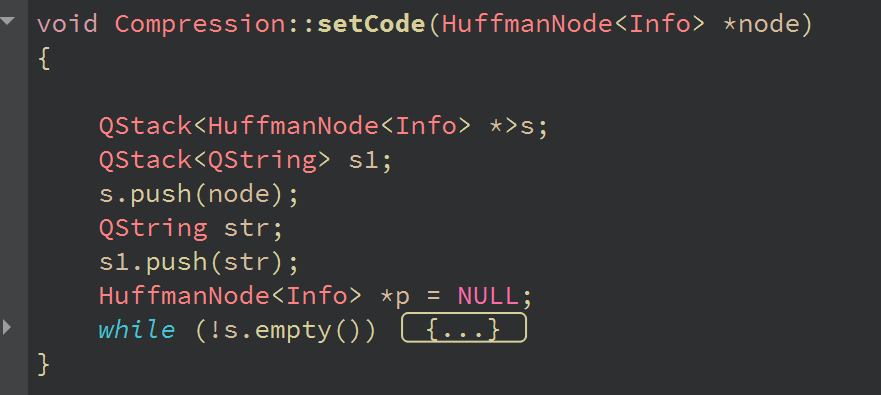 void Compression::setCode(HuffmanNode<Info> *node)
{
QStack<HuffmanNode<Info> *>s;
QStack<QString> s1;
s.push(node);
QString str;
s1.push(str);
HuffmanNode<Info> *p = NULL;
while (!s.empty()) {...}
}